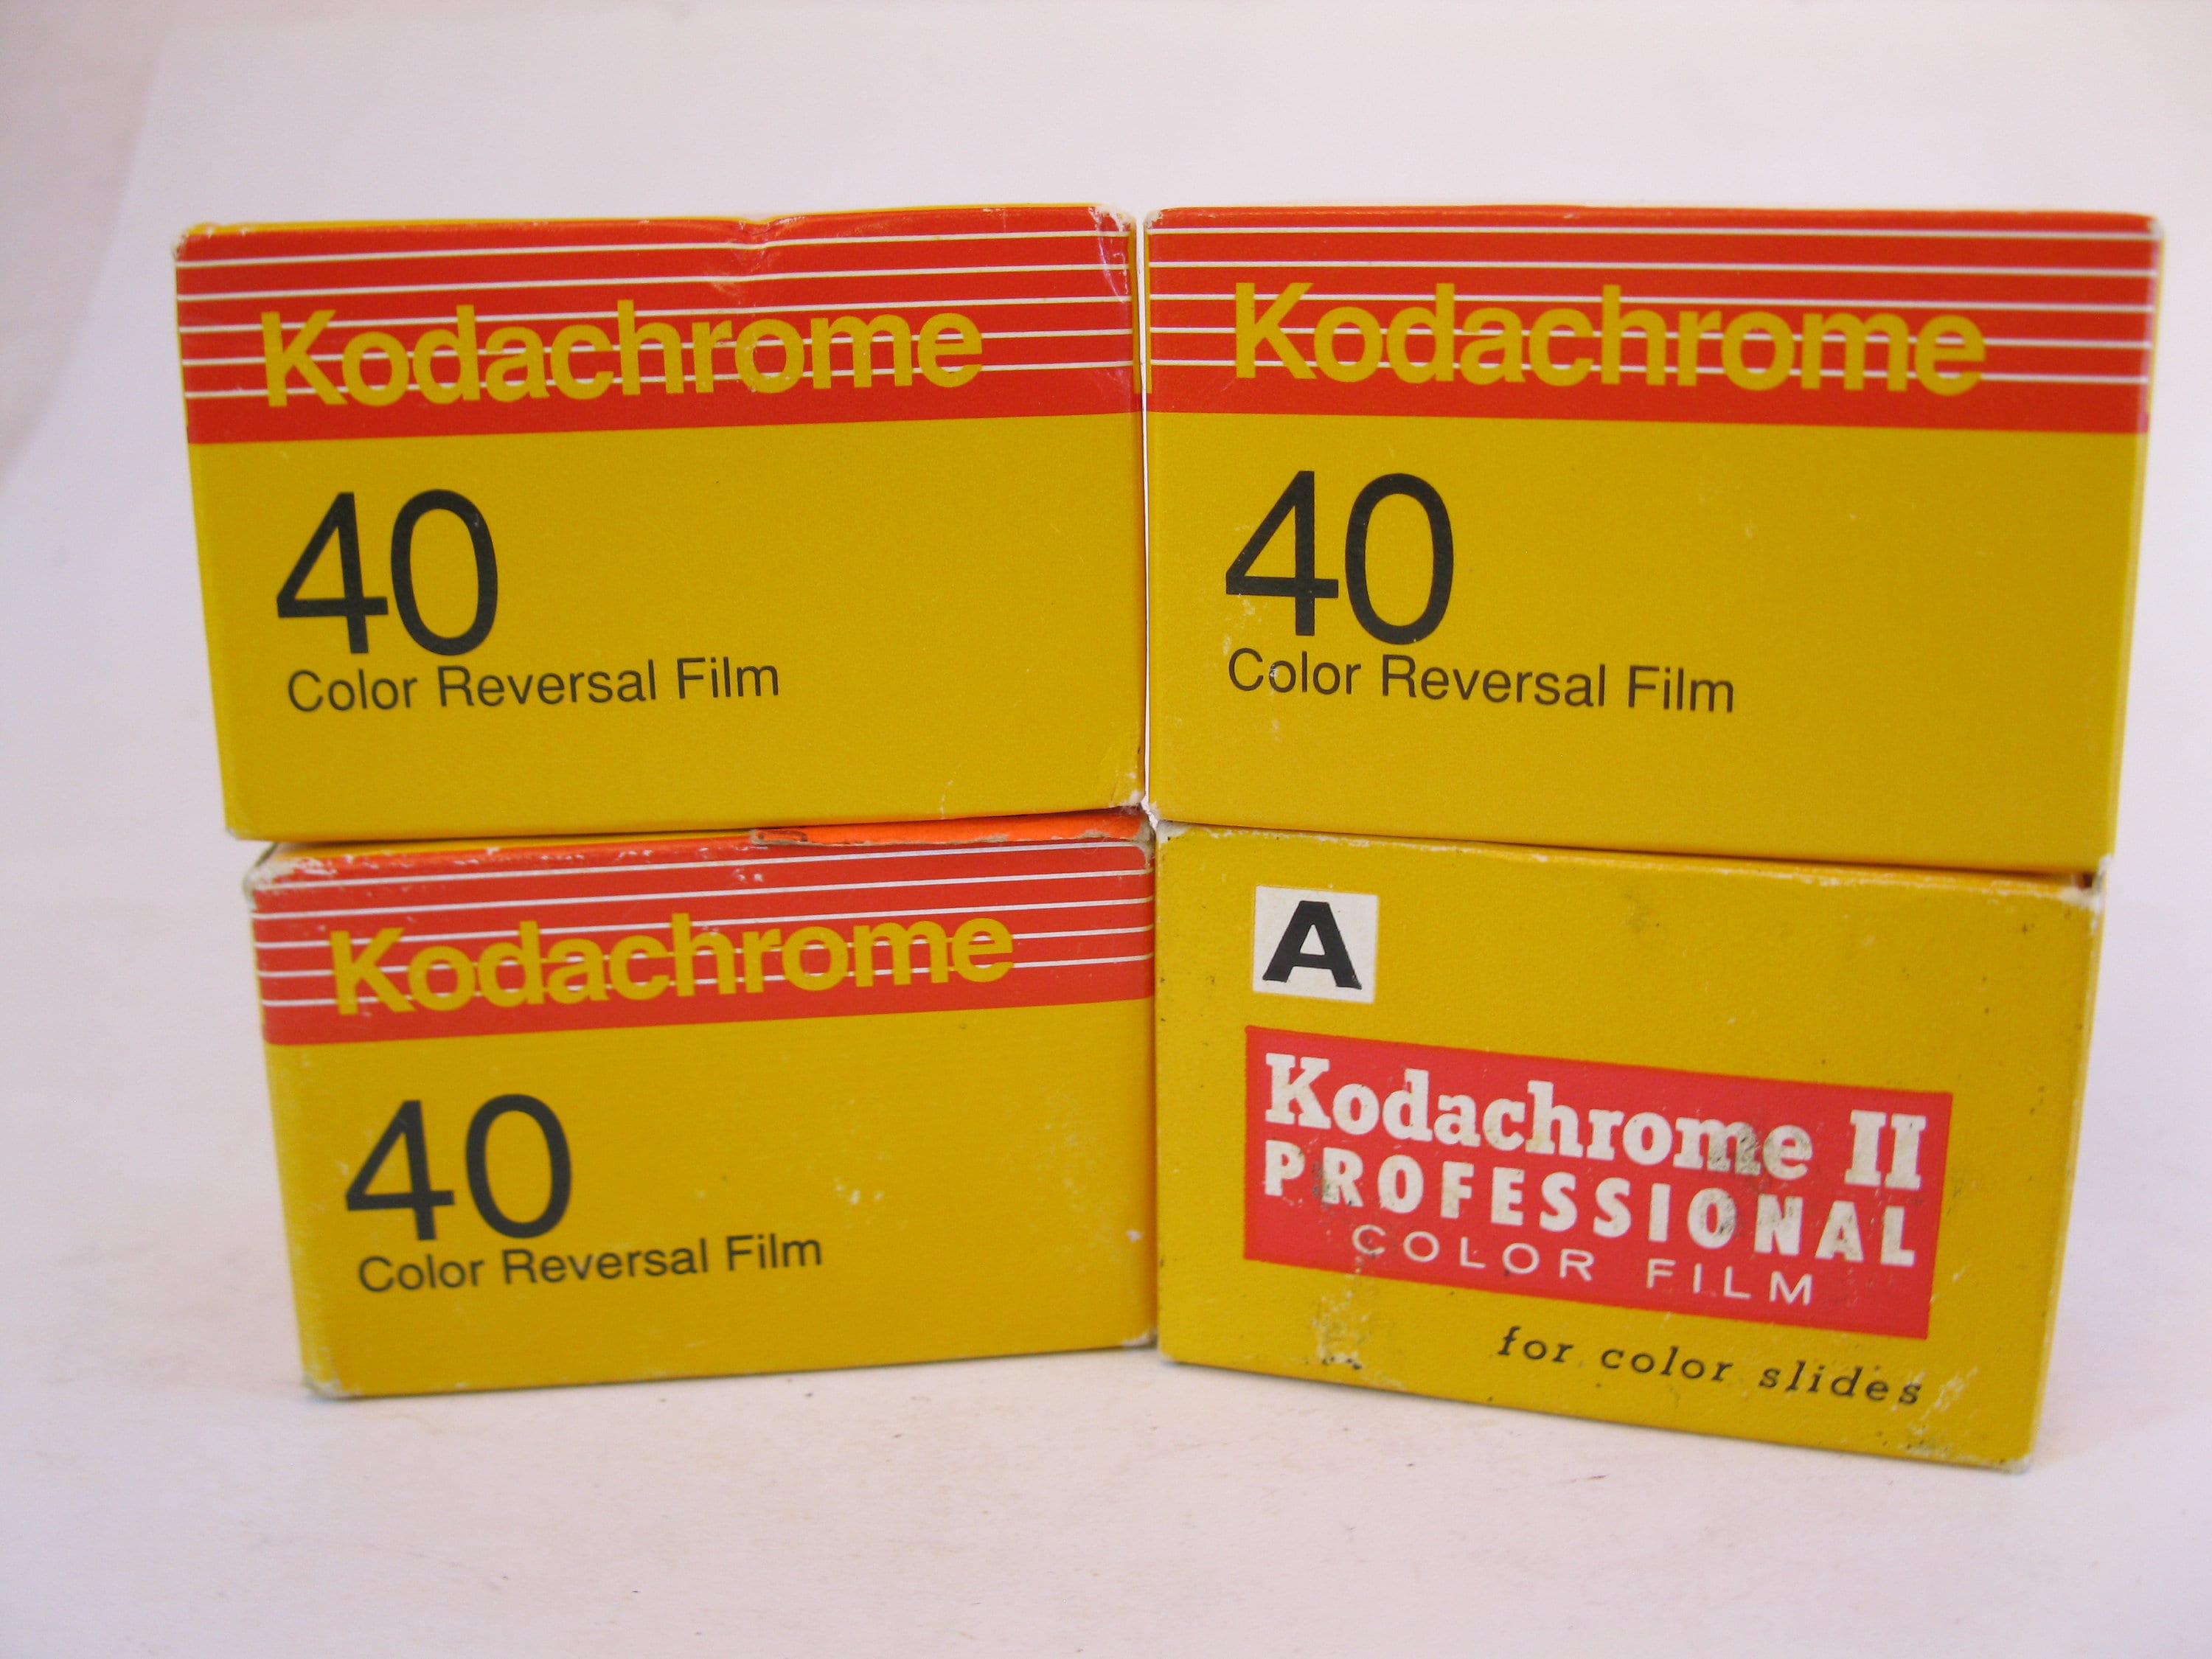 Kodachrome
40
Color Reversal Film
Kodachrome
40
Color Reversal Film
Kodachrome
40
Color Reversal Film
A
Kodachrome II
PROFESSIONAL
COLOR FILM
for color slides